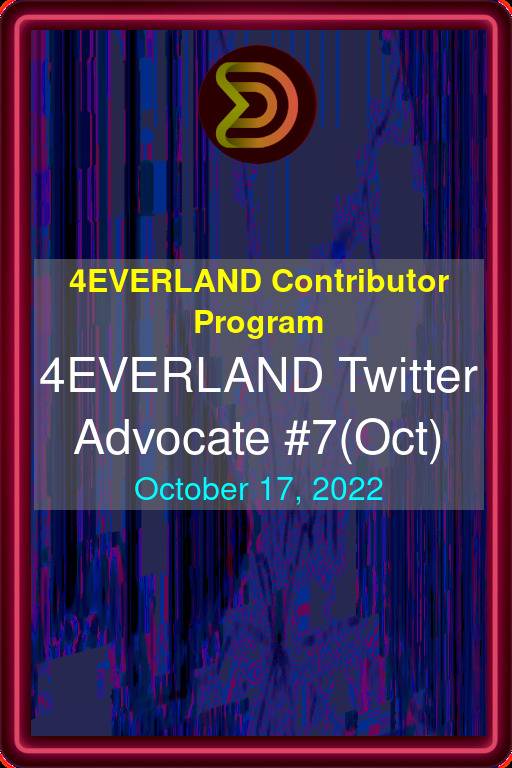 4EVERLAND Contributor
Program
4EVERLAND Twitter
Advocate #7(Oct)
October 17, 2022